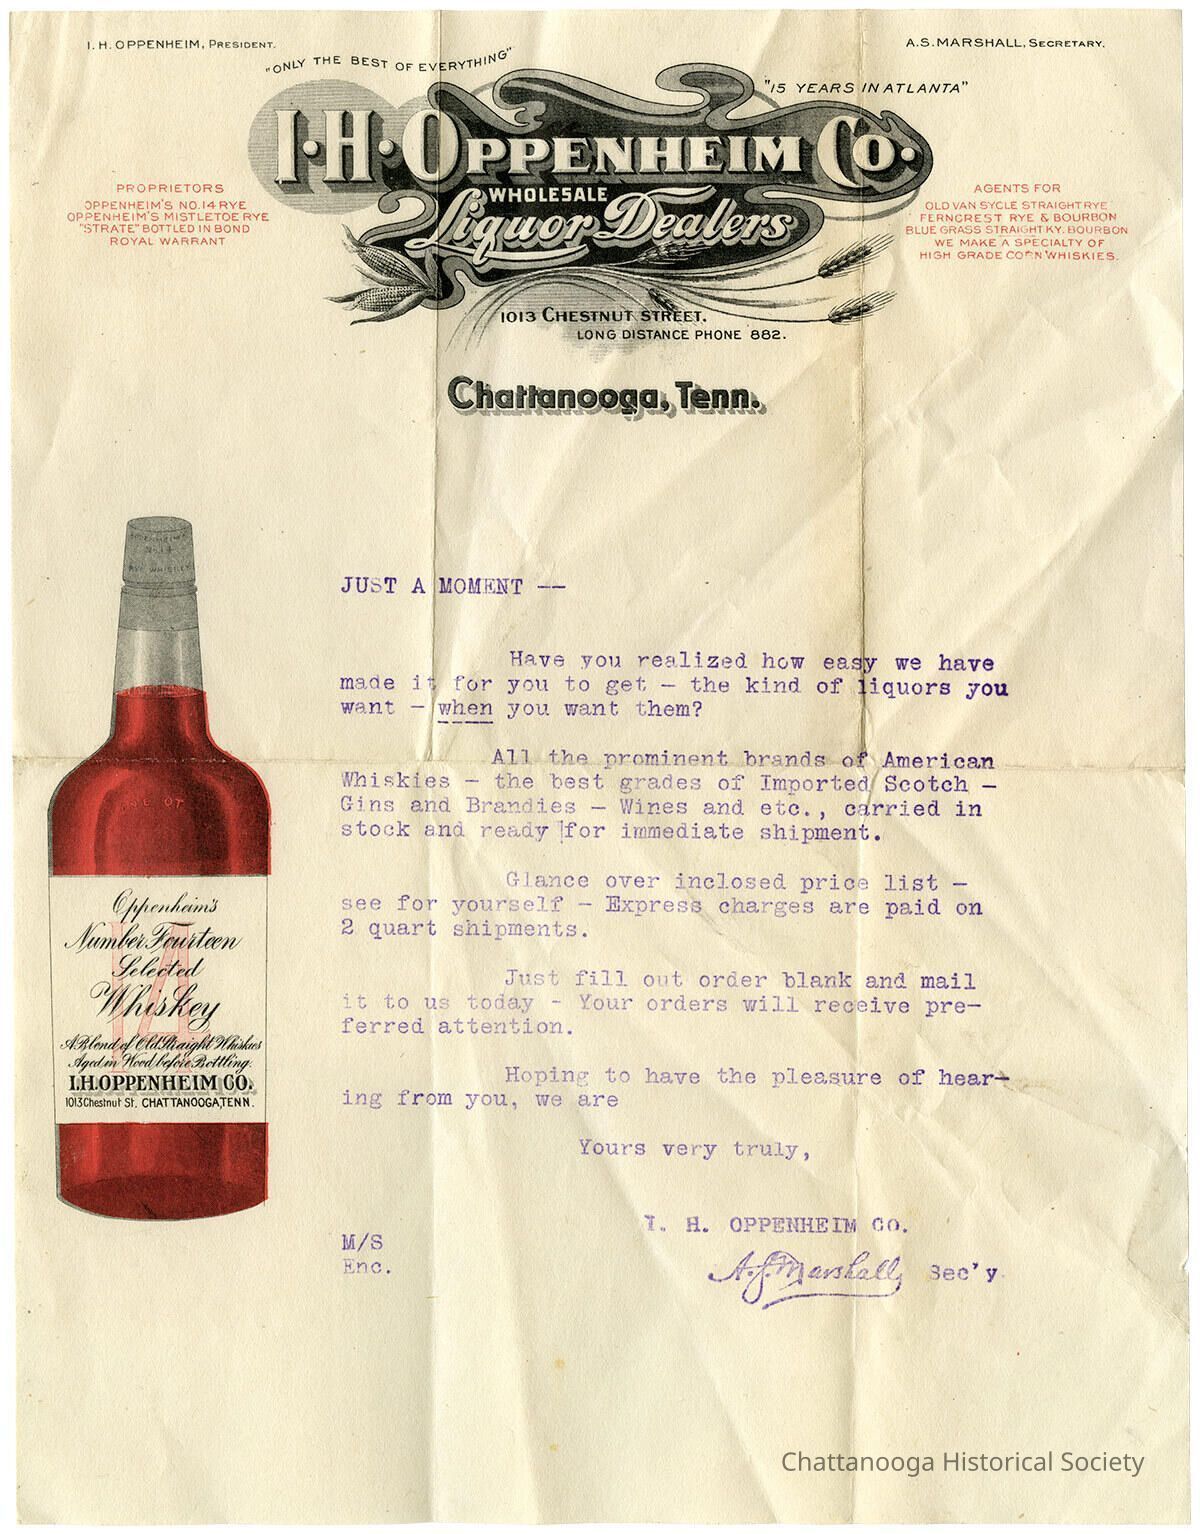 I. H. OPPENHEIM, PRESIDENT.
A. S. MARSHALL, SECRETARY.
"ONLY THE BEST OF EVERYTHING"
"15 YEARS IN ATLANTA"
I·H·OPPENHEIM CO.
WHOLESALE
Liquor Dealers
PROPRIETORS
OPPENHEIM'S NO. 14 RYE
OPPENHEIM'S MISTLETOE RYE
"STRATE" BOTTLED IN BOND
ROYAL WARRANT
AGENTS FOR
OLD VAN SYCLE STRAIGHT RYE
FERNCREST RYE & BOURBON
BLUE GRASS STRAIGHT KY. BOURBON
WE MAKE A SPECIALTY OF
HIGH GRADE CORN WHISKIES.
1013 CHESTNUT STREET.
LONG DISTANCE PHONE 882.
Chattanooga, Tenn.
OPPENHEIM'S
No. 14
RYE WHISKEY
JUST A MOMENT --
Have you realized how easy we have
made it for you to get - the kind of liquors you
want - when you want them?
All the prominent brands of American
Whiskies - the best grades of Imported Scotch -
Gins and Brandies - Wines and etc., carried in
stock and ready for immediate shipment.
Glance over inclosed price list -
see for yourself - Express charges are paid on
2 quart shipments.
Just fill out order blank and mail
it to us today - Your orders will receive pre-
ferred attention.
Hoping to have the pleasure of hear-
ing from you, we are
Yours very truly,
I. H. OPPENHEIM CO.
A. S. Marshall, Sec'y.
M/S
Enc.
Oppenheim's
Number Fourteen
Selected
Whiskey
14
A Blend of Old Straight Whiskies
Aged in Wood before Bottling.
I.H.OPPENHEIM CO.
1013 Chestnut St. CHATTANOOGA, TENN.
Chattanooga Historical Society